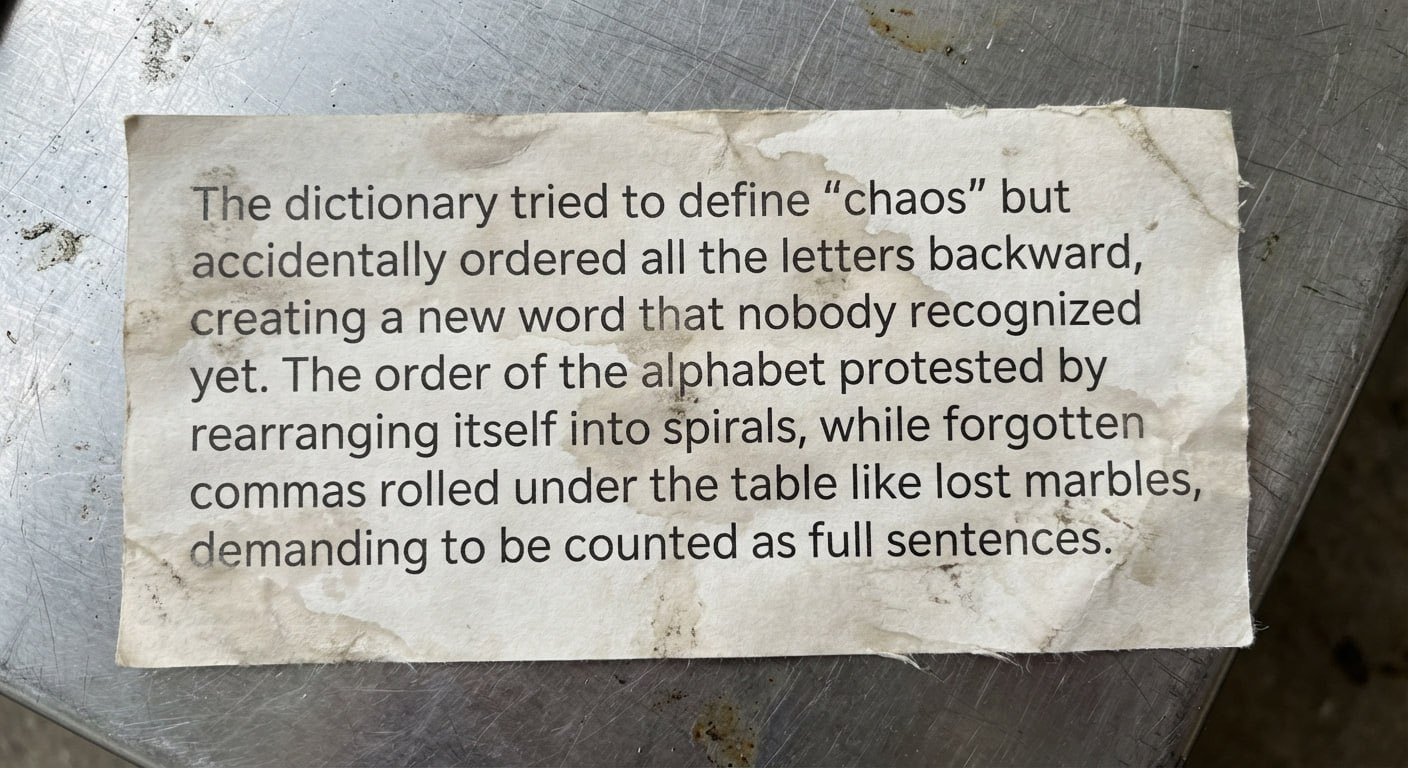 The dictionary tried to define “chaos” but
accidentally ordered all the letters backward,
creating a new word that nobody recognized
yet. The order of the alphabet protested by
rearranging itself into spirals, while forgotten
commas rolled under the table like lost marbles,
demanding to be counted as full sentences.